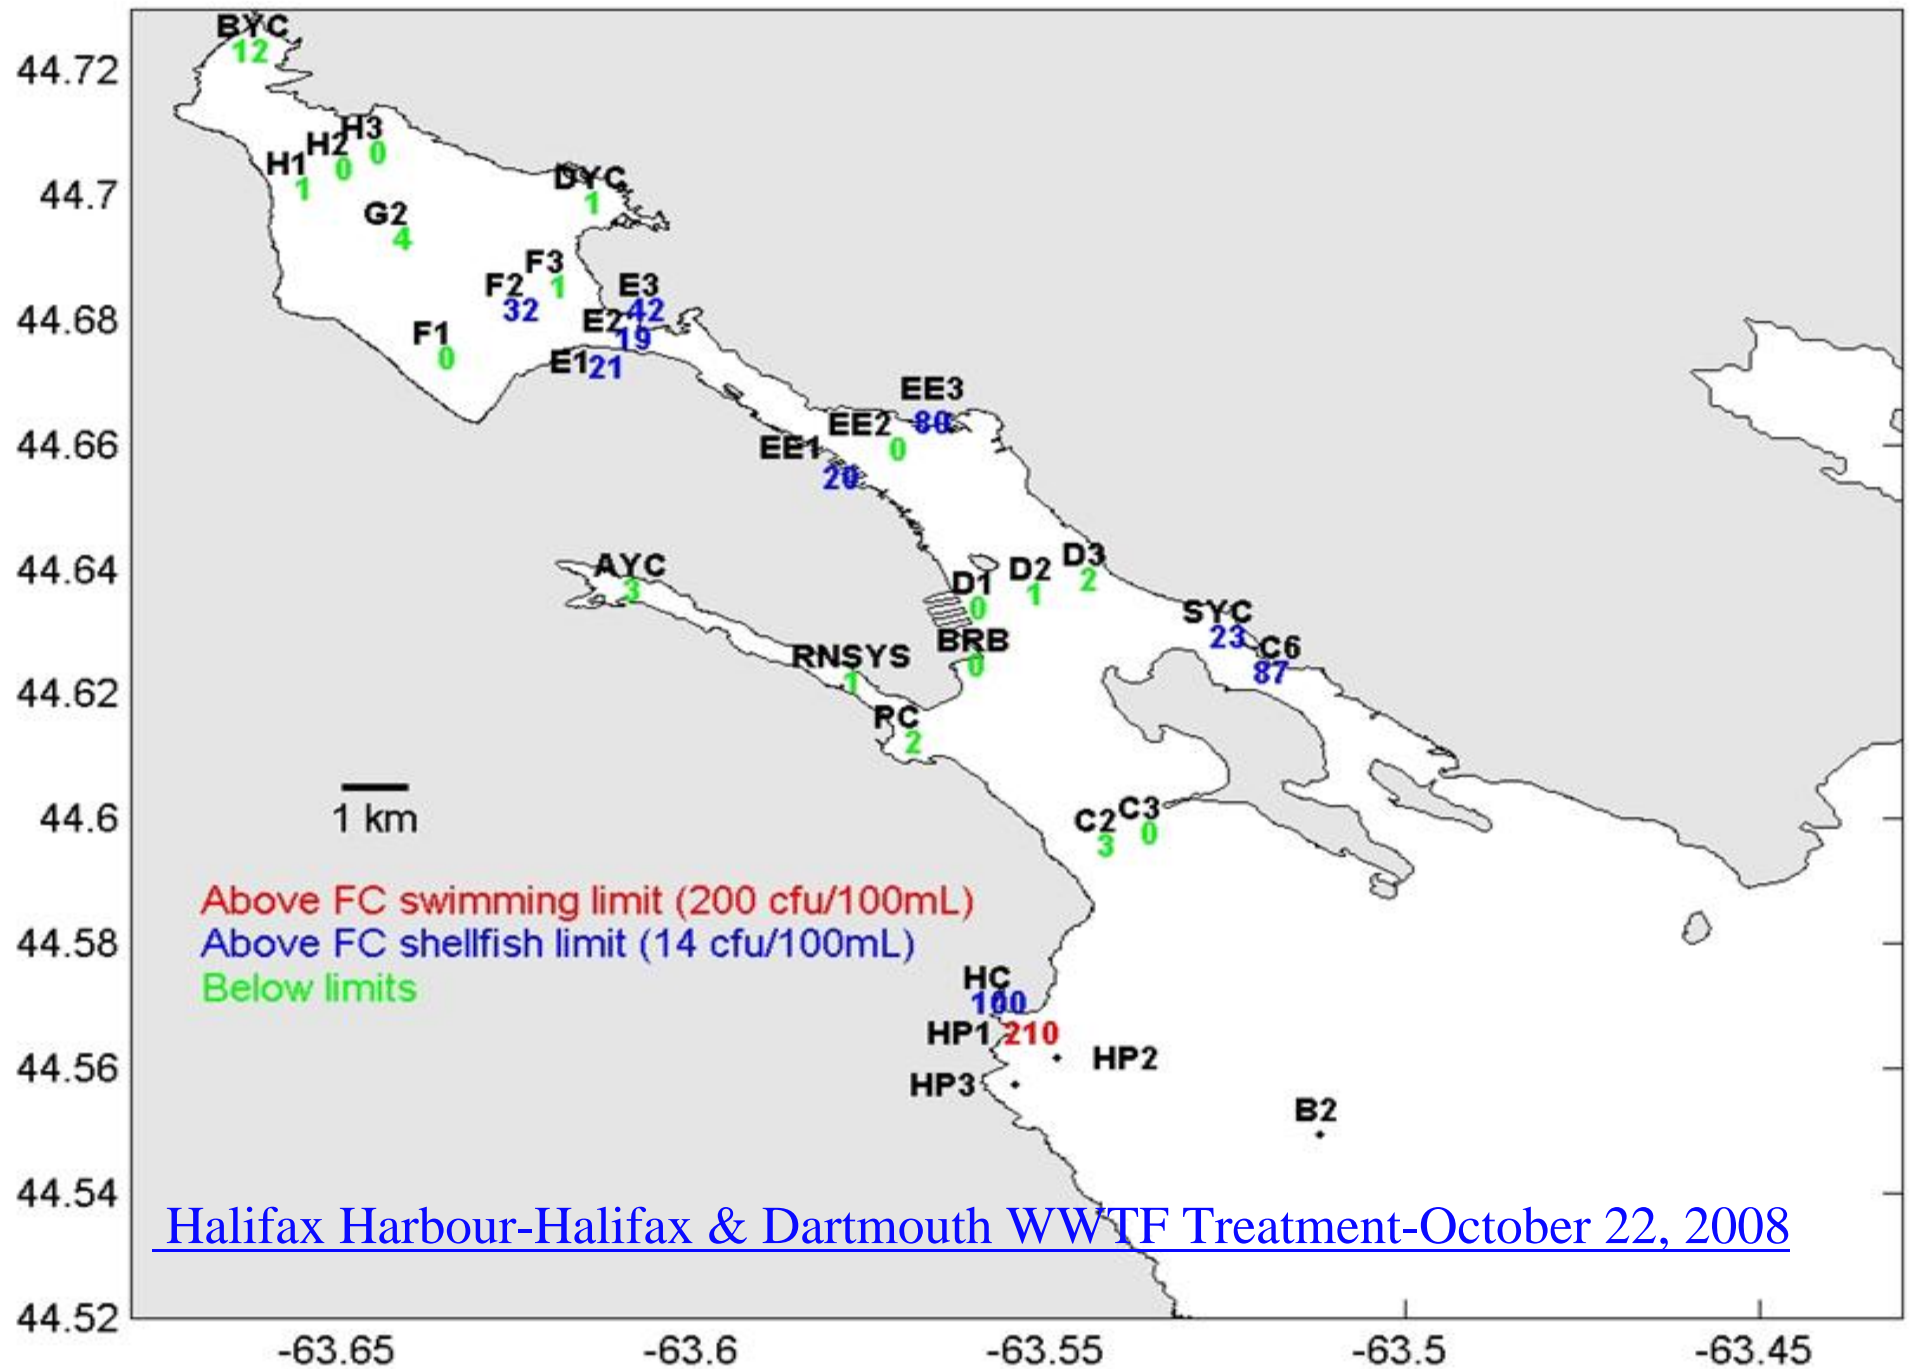 BYC
12
44.72
H3
H2
0
H1
0
1
44.7
DYC
1
G2
4
F3
1
F2
32
E3
42
44.68
E2
19
F1
0
E1
21
EE3
80
EE2
0
44.66
EE1
20
44.64
AYC
3
D3
2
D2
1
D1
0
SYC
23
BRB
0
C6
87
RNSYS
1
44.62
PC
2
1 km
44.6
C3
0
C2
3
Above FC swimming limit (200 cfu/100mL)
Above FC shellfish limit (14 cfu/100mL)
Below limits
44.58
HC
100
HP1
210
HP2
44.56
HP3
B2
44.54
Halifax Harbour-Halifax & Dartmouth WWTF Treatment-October 22, 2008
44.52
-63.65
-63.6
-63.55
-63.5
-63.45